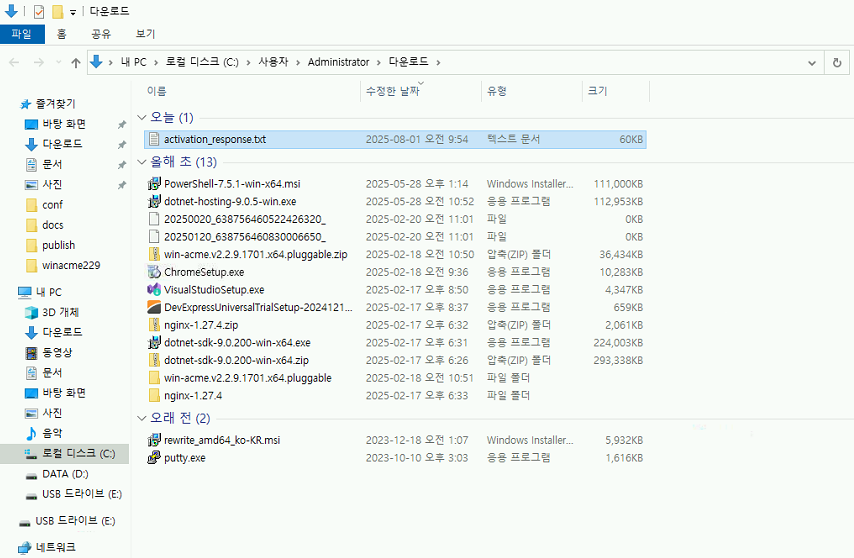 다운로드
파일 홈 공유 보기
내 PC 로컬 디스크 (C:) 사용자 Administrator 다운로드
이름 수정한 날짜 유형 크기
즐겨찾기
바탕 화면
다운로드
문서
사진
conf
docs
publish
winacme229
내 PC
3D 개체
다운로드
동영상
문서
바탕 화면
사진
음악
로컬 디스크 (C:)
DATA (D:)
USB 드라이브 (E:)
USB 드라이브 (E:)
네트워크
오늘 (1)
activation_response.txt 2025-08-01 오전 9:54 텍스트 문서 60KB
올해 초 (13)
PowerShell-7.5.1-win-x64.msi 2025-05-28 오후 1:14 Windows Installer... 111,000KB
dotnet-hosting-9.0.5-win.exe 2025-05-28 오전 10:52 응용 프로그램 112,953KB
20250020_638756460522426320_ 2025-02-20 오전 11:01 파일 0KB
20250120_638756460830006650_ 2025-02-20 오전 11:01 파일 0KB
win-acme.v2.2.9.1701.x64.pluggable.zip 2025-02-18 오전 10:50 압축(ZIP) 폴더 36,434KB
ChromeSetup.exe 2025-02-18 오전 9:36 응용 프로그램 10,283KB
VisualStudioSetup.exe 2025-02-17 오후 8:50 응용 프로그램 4,347KB
DevExpressUniversalTrialSetup-2024121... 2025-02-17 오후 8:37 응용 프로그램 659KB
nginx-1.27.4.zip 2025-02-17 오후 6:32 압축(ZIP) 폴더 2,061KB
dotnet-sdk-9.0.200-win-x64.exe 2025-02-17 오후 6:31 응용 프로그램 224,003KB
dotnet-sdk-9.0.200-win-x64.zip 2025-02-17 오후 6:26 압축(ZIP) 폴더 293,338KB
win-acme.v2.2.9.1701.x64.pluggable 2025-02-18 오전 10:51 파일 폴더
nginx-1.27.4 2025-02-17 오후 6:33 파일 폴더
오래 전 (2)
rewrite_amd64_ko-KR.msi 2023-12-18 오전 1:07 Windows Installer... 5,932KB
putty.exe 2023-10-10 오후 3:03 응용 프로그램 1,616KB